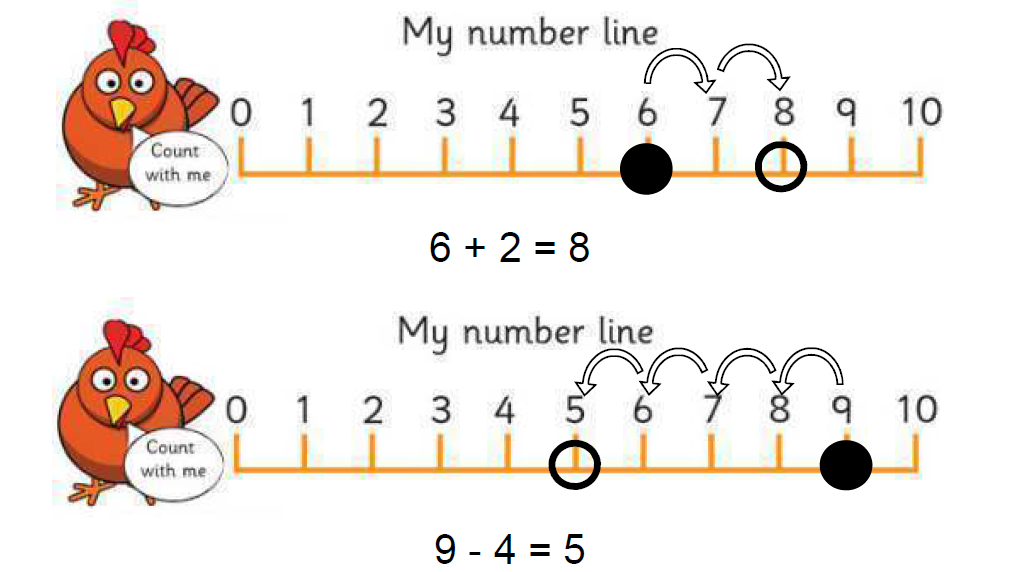 My number line
0 1 2 3 4 5 6 7 8 9 10
Count
with me
6 + 2 = 8
My number line
0 1 2 3 4 5 6 7 8 9 10
Count
with me
9 - 4 = 5